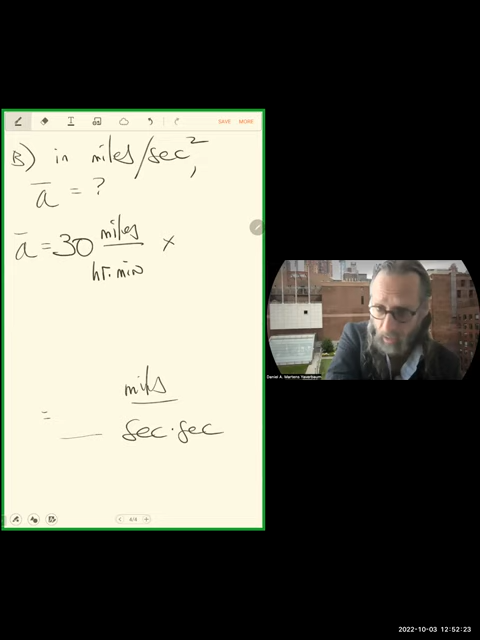 SAVE MORE
B) in miles/sec²,
a̅ = ?
a̅ = 30 miles/hr·min ×
= __ miles/sec·sec
Daniel A. Martens Yaverbaum
4/4
2022-10-03 12:52:23